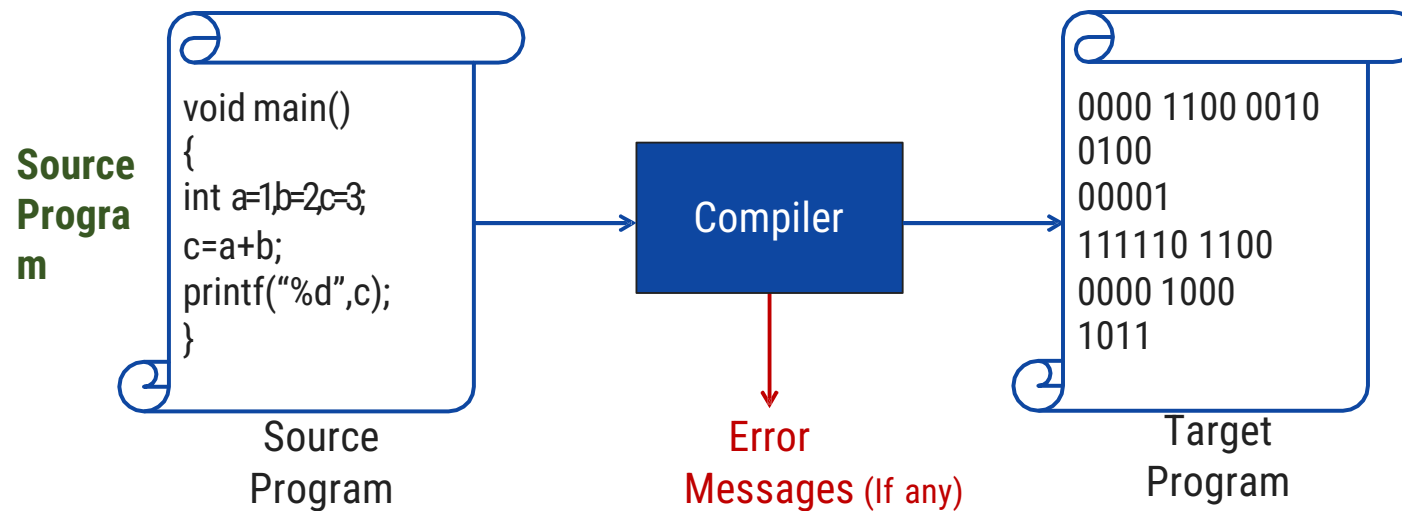 Source
Progra
m
void main()
{
int a=1,b=2,c=3;
c=a+b;
printf(“%d”,c);
}
Source
Program
Compiler
Error
Messages (If any)
0000 1100 0010
0100
00001
111110 1100
0000 1000
1011
Target
Program